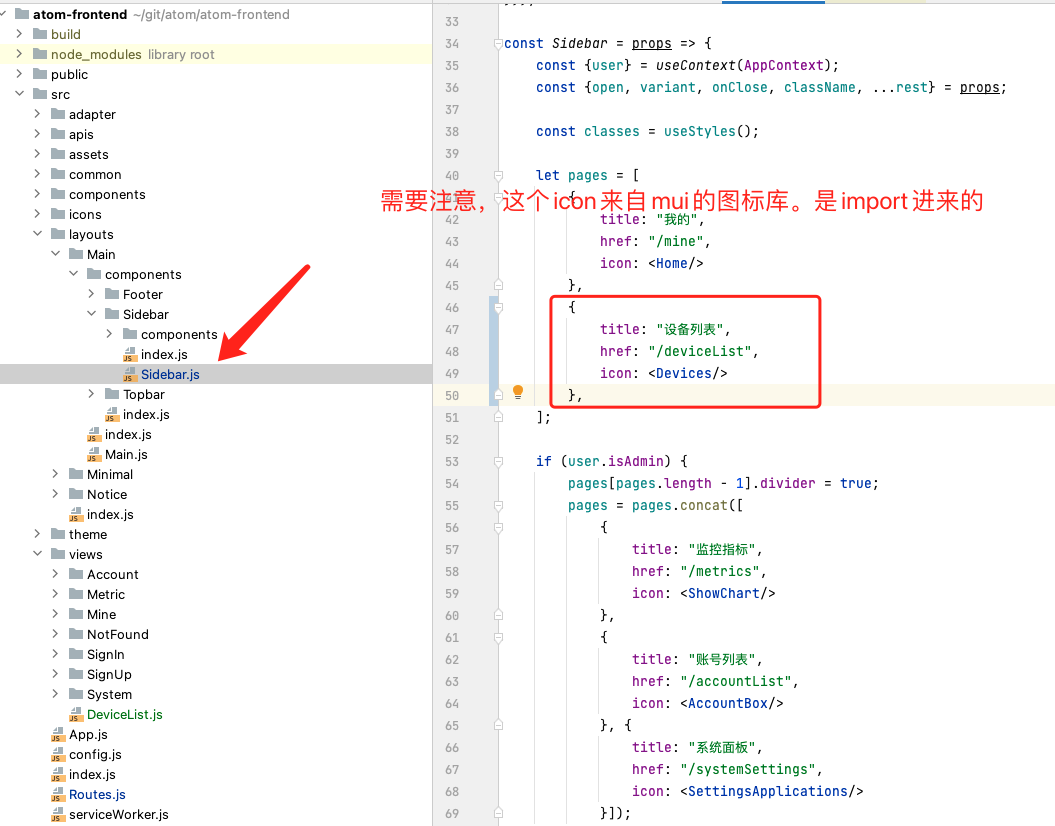 atom-frontend ~/git/atom/atom-frontend
build
node_modules library root
public
src
adapter
apis
assets
common
components
icons
layouts
Main
components
Footer
Sidebar
components
index.js
Sidebar.js
Topbar
index.js
index.js
Main.js
Minimal
Notice
index.js
theme
views
Account
Metric
Mine
NotFound
SignIn
SignUp
System
DeviceList.js
App.js
config.js
index.js
Routes.js
serviceWorker.js
33
34 const Sidebar = props => {
35 const {user} = useContext(AppContext);
36 const {open, variant, onClose, className, ...rest} = props;
37
38 const classes = useStyles();
39
40 let pages = [
需要注意，这个icon来自mui的图标库。是import进来的
41 {
42 title: "我的",
43 href: "/mine",
44 icon: <Home/>
45 },
46 {
47 title: "设备列表",
48 href: "/deviceList",
49 icon: <Devices/>
50 },
51 ];
52
53 if (user.isAdmin) {
54 pages[pages.length - 1].divider = true;
55 pages = pages.concat([
56 {
57 title: "监控指标",
58 href: "/metrics",
59 icon: <ShowChart/>
60 },
61 {
62 title: "账号列表",
63 href: "/accountList",
64 icon: <AccountBox/>
65 }, {
66 title: "系统面板",
67 href: "/systemSettings",
68 icon: <SettingsApplications/>
69 }]);